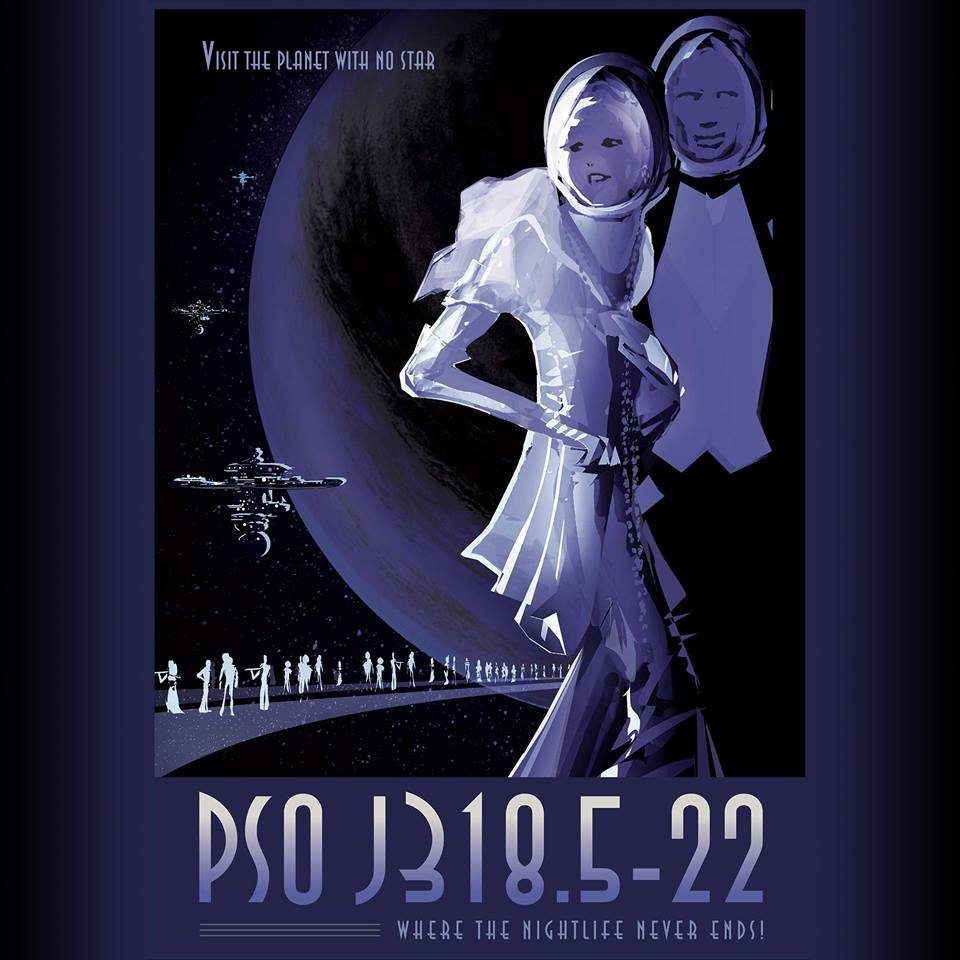 Visit the planet with no star
PSO J318.5-22
Where the nightlife never ends!